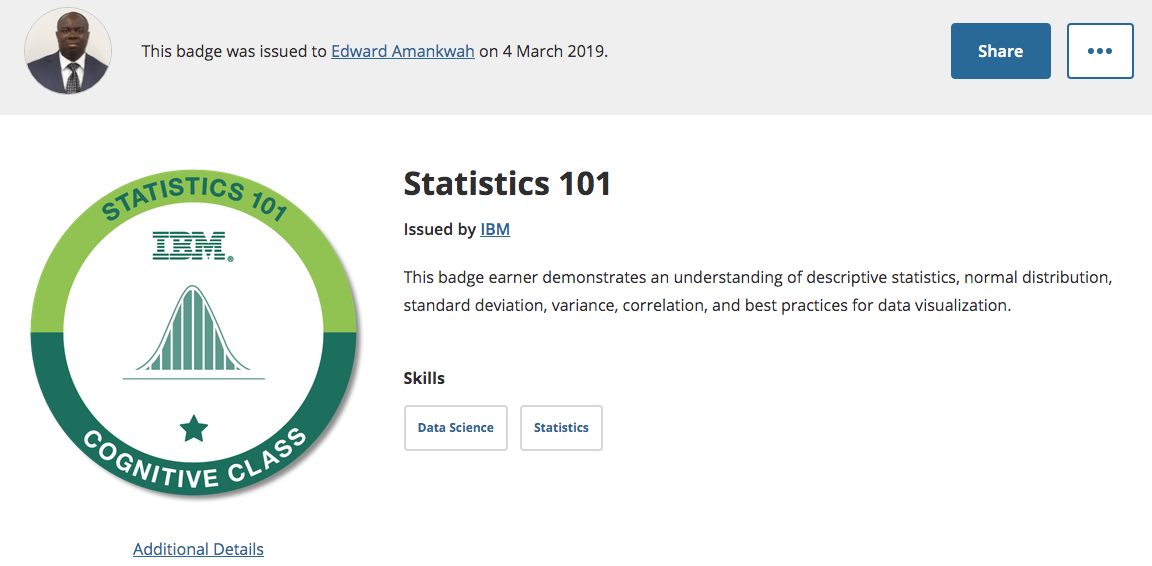 This badge was issued to Edward Amankwah on 4 March 2019.
Share
STATISTICS 101
IBM®
COGNITIVE CLASS
Additional Details
Statistics 101
Issued by IBM
This badge earner demonstrates an understanding of descriptive statistics, normal distribution,
standard deviation, variance, correlation, and best practices for data visualization.
Skills
Data Science
Statistics